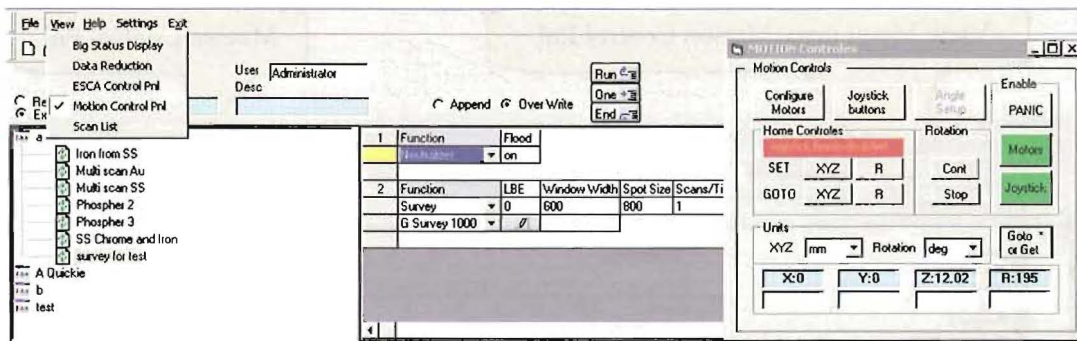 File View Help Settings Exit
Big Status Display
Data Reduction
ESCA Control Pnl
Motion Control Pnl
Scan List
User Administrator
Desc
Re
Ex
Append Over Write
Run
One
End
a
Iron from SS
Multi scan Au
Multi scan SS
Phospher 2
Phospher 3
SS Chrome and Iron
survey for test
A Quickie
b
test
1 Function Flood
Neutralizer on
2 Function LBE Window Width Spot Size Scans/Ti
Survey 0 600 800 1
G Survey 1000
MOTION Controles
Motion Controls
Configure Motors
Joystick buttons
Angle Setup
Enable
PANIC
Motors
Joystick
Home Controles
SET XYZ R
GOTO XYZ R
Rotation
Cont
Stop
Units
XYZ mm Rotation deg
Goto * or Get
X:0 Y:0 Z:12.02 R:195